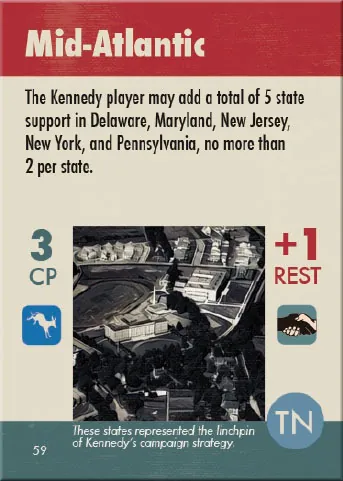 Mid-Atlantic
The Kennedy player may add a total of 5 state
support in Delaware, Maryland, New Jersey,
New York, and Pennsylvania, no more than
2 per state.
3
CP
+1
REST
TN
These states represented the linchpin
of Kennedy's campaign strategy.
59